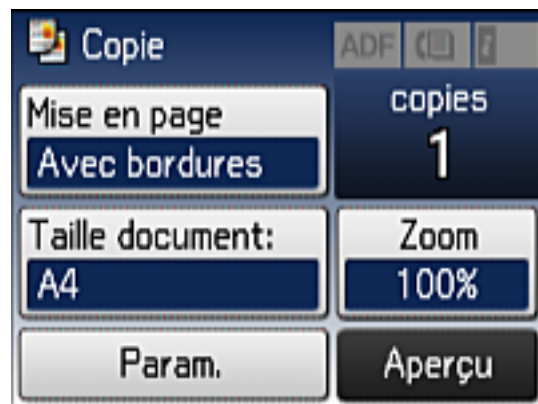 Copie
ADF
copies
1
Mise en page
Avec bordures
Taille document:
A4
Zoom
100%
Param.
Aperçu